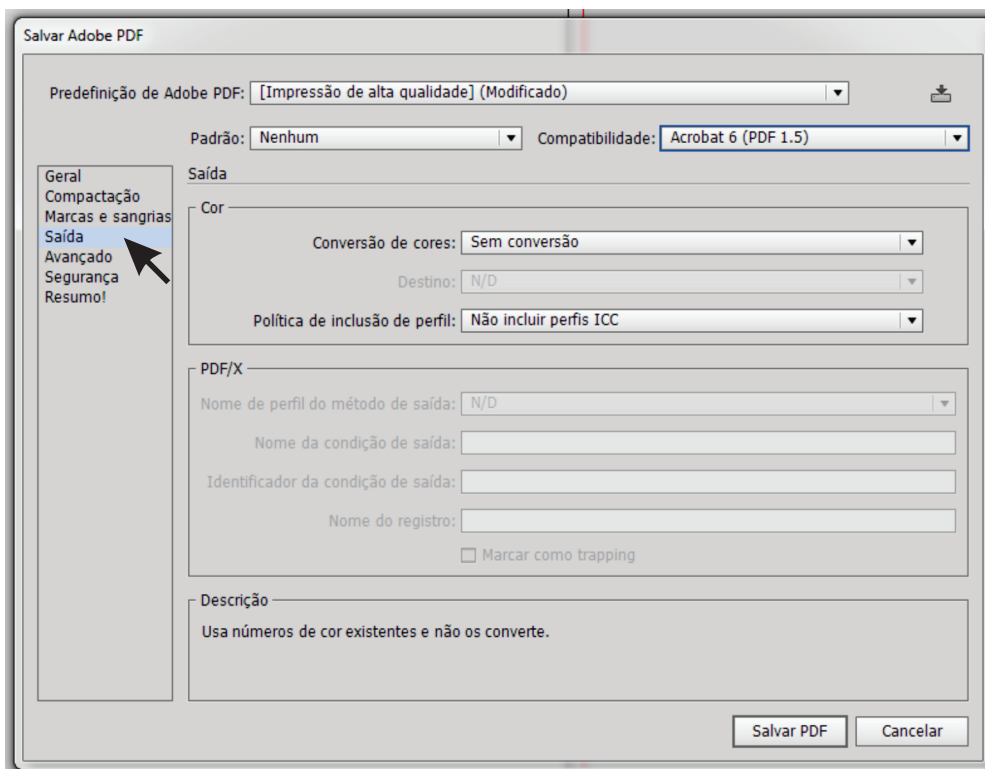 Salvar Adobe PDF
Predefinição de Adobe PDF: [Impressão de alta qualidade] (Modificado)
Padrão: Nenhum Compatibilidade: Acrobat 6 (PDF 1.5)
Geral
Compactação
Marcas e sangrias
Saída
Avançado
Segurança
Resumo!
Saída
Cor
Conversão de cores: Sem conversão
Destino: N/D
Política de inclusão de perfil: Não incluir perfis ICC
PDF/X
Nome de perfil do método de saída: N/D
Nome da condição de saída:
Identificador da condição de saída:
Nome do registro:
Marcar como trapping
Descrição
Usa números de cor existentes e não os converte.
Salvar PDF Cancelar